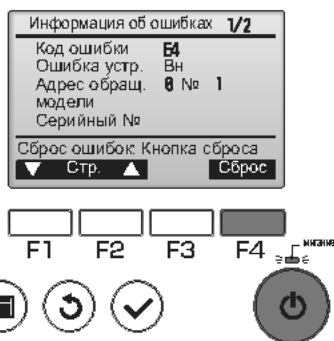 Информация об ошибках 1/2
Код ошибки E4
Ошибка устр. Вн
Адрес обращ. 0 № 1
модели
Серийный №
Сброс ошибок: Кнопка сброса
Стр. Сброс
F1 F2 F3 F4
мигание